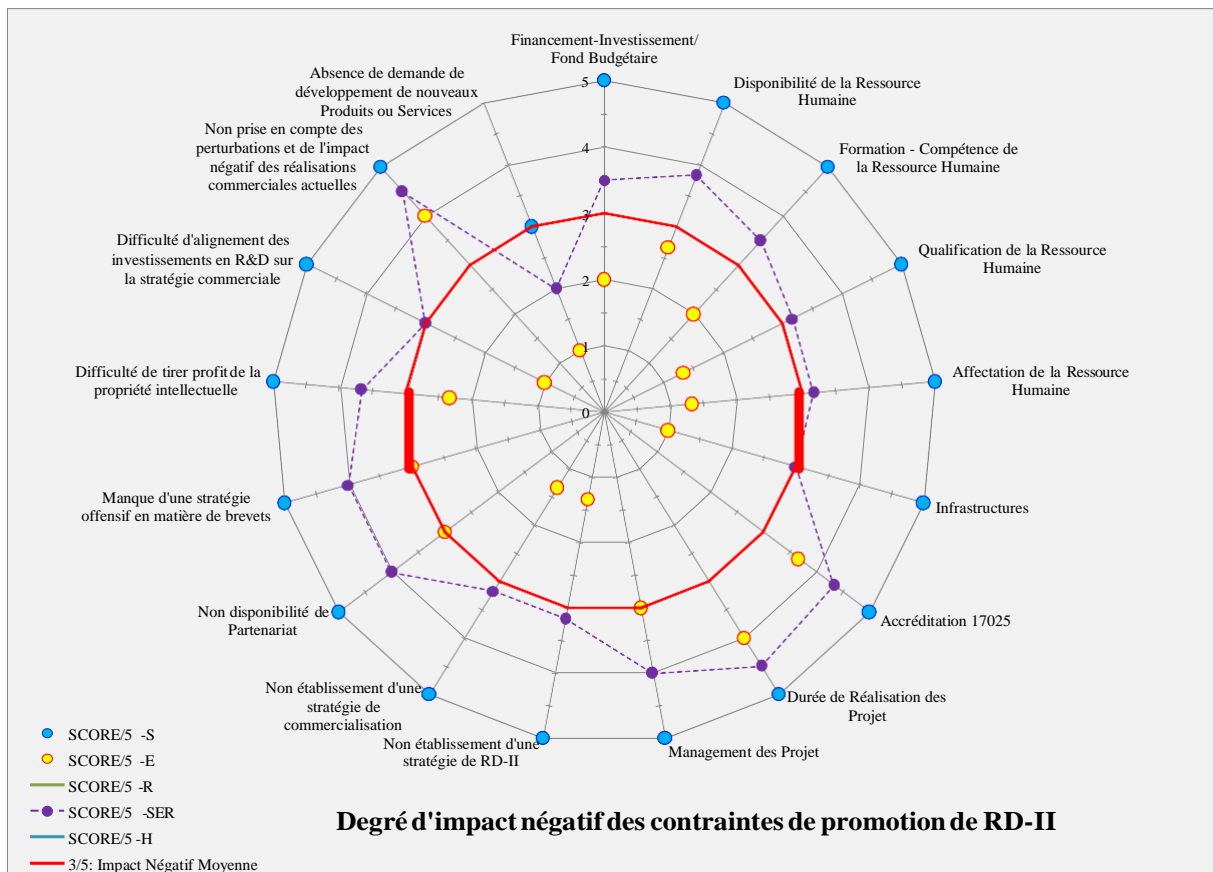 Financement-Investissement/
Fond Budgétaire
Disponibilité de la Ressource
Humaine
Formation - Compétence de
la Ressource Humaine
Qualification de la Ressource
Humaine
Affectation de la Ressource
Humaine
Infrastructures
Accréditation 17025
Durée de Réalisation des
Projet
Management des Projet
Non établissement d'une
stratégie de RD-II
Non établissement d'une
stratégie de
commercialisation
Non disponibilité de
Partenariat
Manque d'une stratégie
offensif en matière de brevets
Difficulté de tirer profit de la
propriété intellectuelle
Difficulté d'alignement des
investissements en R&D sur
la stratégie commerciale
Non prise en compte des
perturbations et de l'impact
négatif des réalisations
commerciales actuelles
Absence de demande de
développement de nouveaux
Produits ou Services
5
4
3
2
1
0
SCORE/5 -S
SCORE/5 -E
SCORE/5 -R
SCORE/5 -SER
SCORE/5 -H
3/5: Impact Négatif Moyenne
Degré d'impact négatif des contraintes de promotion de RD-II